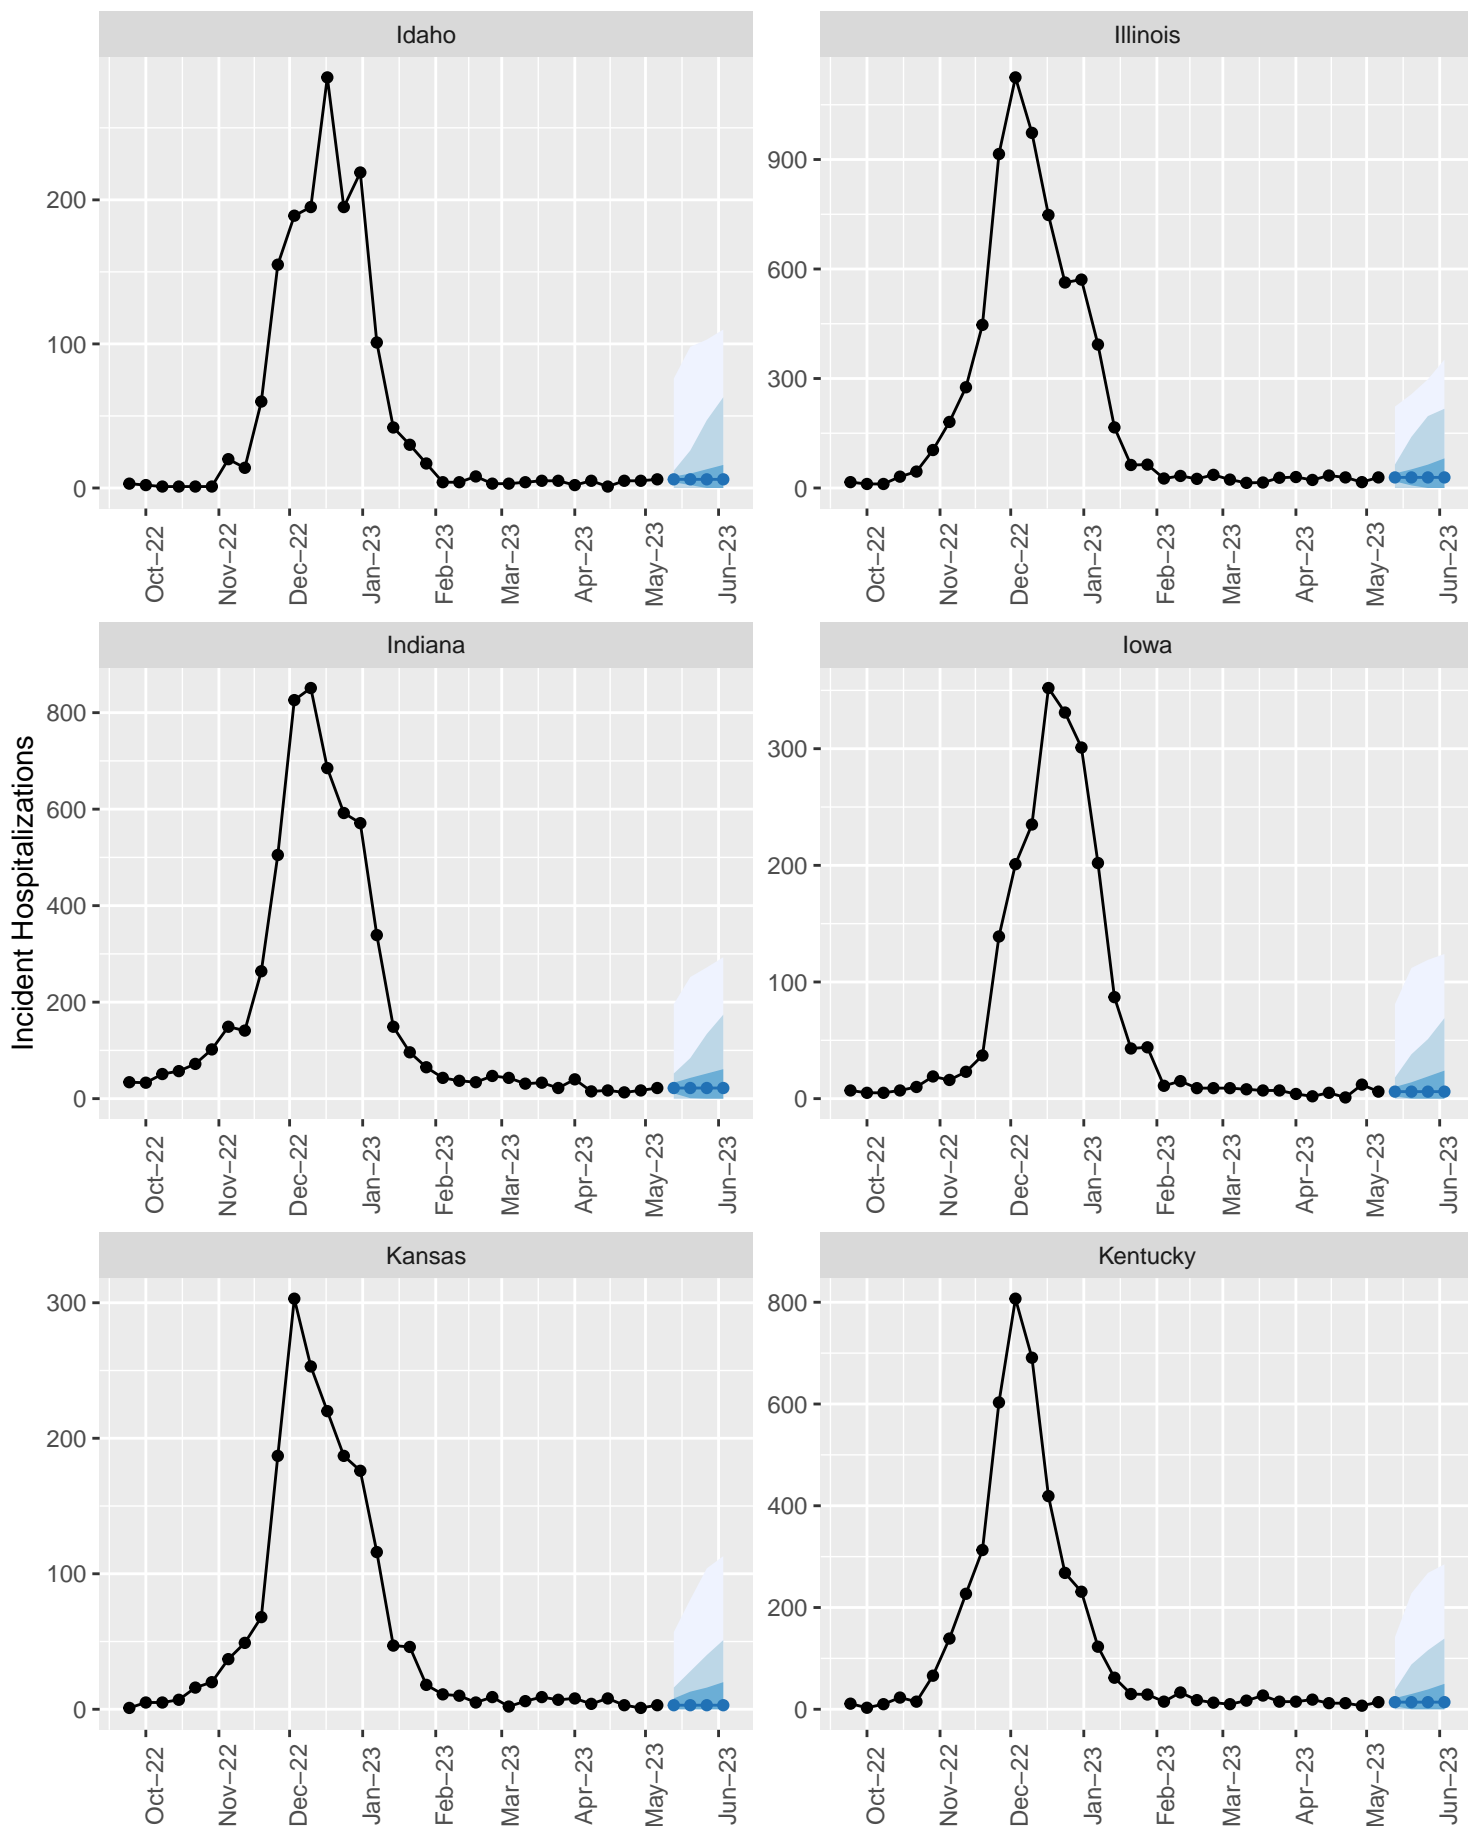 Idaho
Illinois
200
100
0
900
600
300
0
Oct−22
Nov−22
Dec−22
Jan−23
Feb−23
Mar−23
Apr−23
May−23
Jun−23
Oct−22
Nov−22
Dec−22
Jan−23
Feb−23
Mar−23
Apr−23
May−23
Jun−23
Incident Hospitalizations
Indiana
Iowa
800
600
400
200
0
300
200
100
0
Oct−22
Nov−22
Dec−22
Jan−23
Feb−23
Mar−23
Apr−23
May−23
Jun−23
Oct−22
Nov−22
Dec−22
Jan−23
Feb−23
Mar−23
Apr−23
May−23
Jun−23
Kansas
Kentucky
300
200
100
0
800
600
400
200
0
Oct−22
Nov−22
Dec−22
Jan−23
Feb−23
Mar−23
Apr−23
May−23
Jun−23
Oct−22
Nov−22
Dec−22
Jan−23
Feb−23
Mar−23
Apr−23
May−23
Jun−23